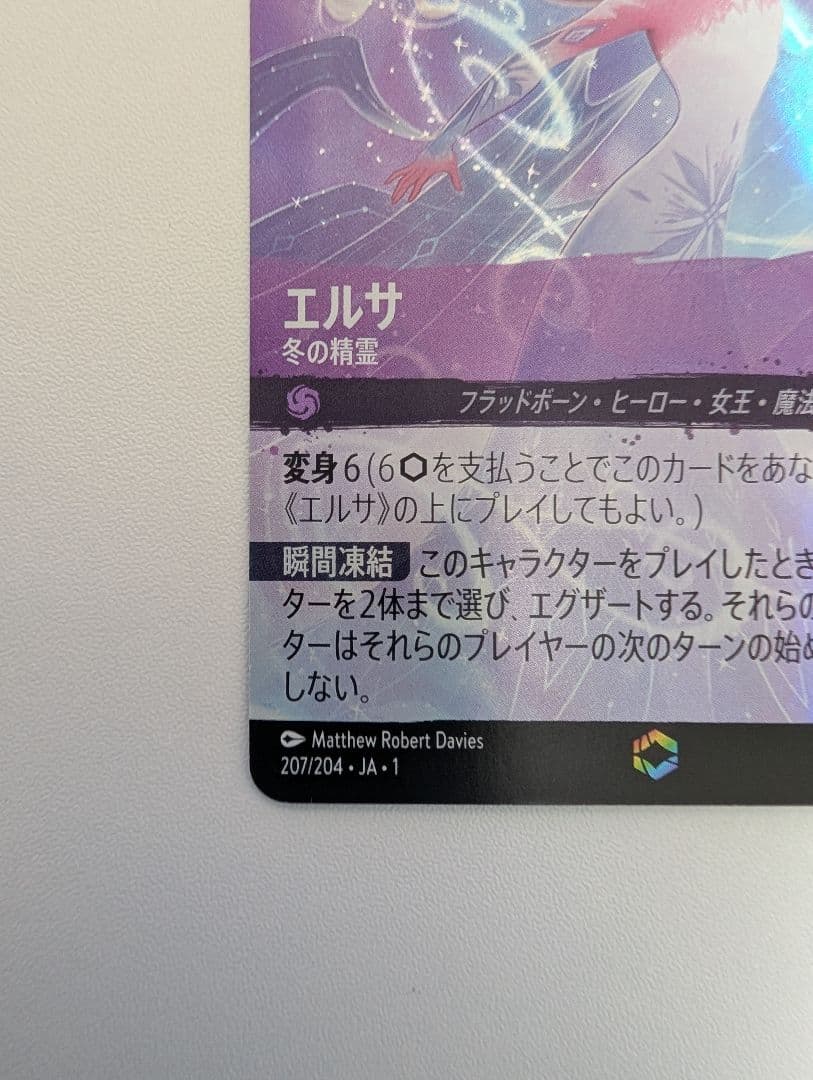 エルサ
冬の精霊
フラッドボーン・ヒーロー・女王・魔法
変身 6 (6⬡を支払うことでこのカードをあな
《エルサ》の上にプレイしてもよい。)
瞬間凍結 このキャラクターをプレイしたとき
ターを2体まで選び、エグザートする。それらの
ターはそれらのプレイヤーの次のターンの始め
しない。
Matthew Robert Davies
207/204 • JA • 1